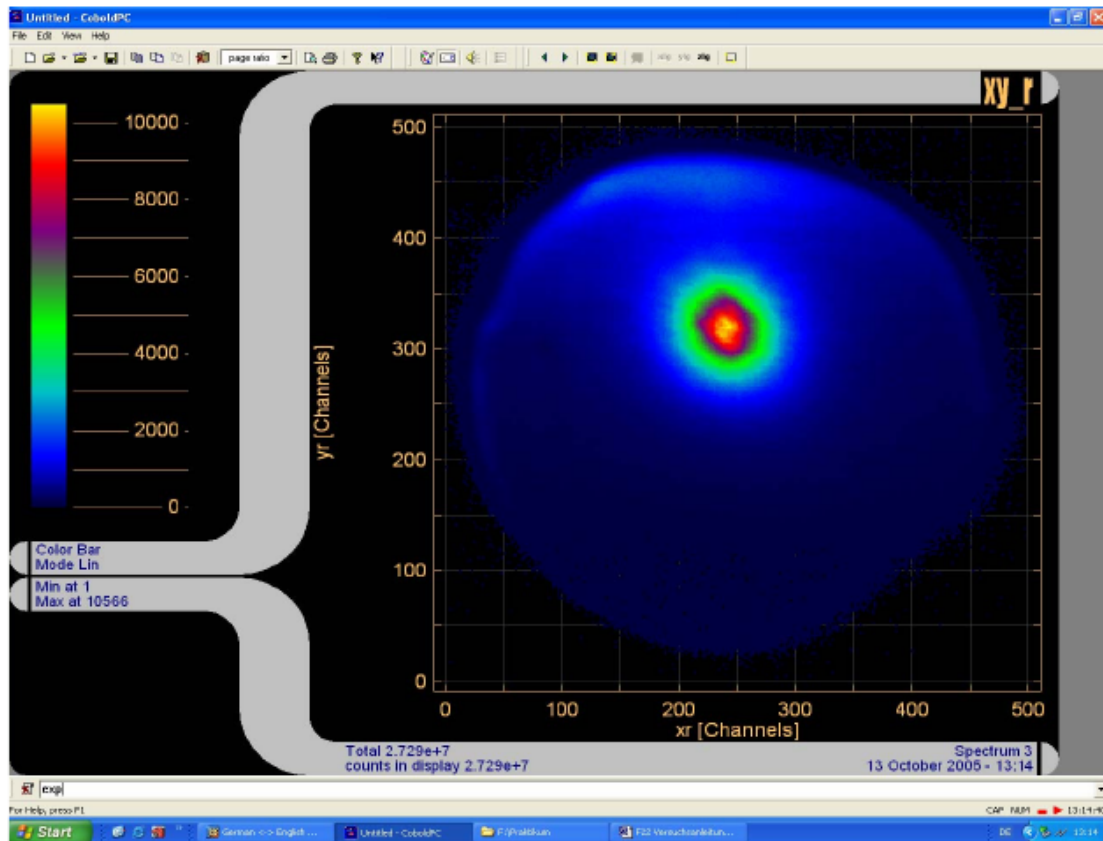 Untitled - CoboldPC
File Edit View Help
page ratio
xy_r
10000
8000
6000
4000
2000
0
500
400
300
200
100
0
yr [Channels]
0 100 200 300 400 500
xr [Channels]
Color Bar
Mode Lin
Min at 1
Max at 10566
Total 2.729e+7
counts in display 2.729e+7
Spectrum 3
13 October 2005 - 13:14
exp
For Help, press F1
CAP NUM 13:14:4
Start
German <-> English ...
Untitled - CoboldPC
F:\Praktikum
F22 Versuchsanleitun...
DE
13:14